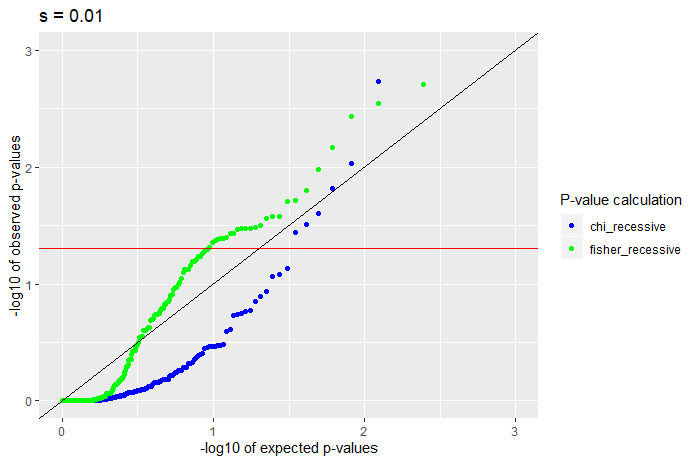 s = 0.01
-log10 of observed p-values
3
2
1
0
0
1
2
3
-log10 of expected p-values
P-value calculation
chi_recessive
fisher_recessive